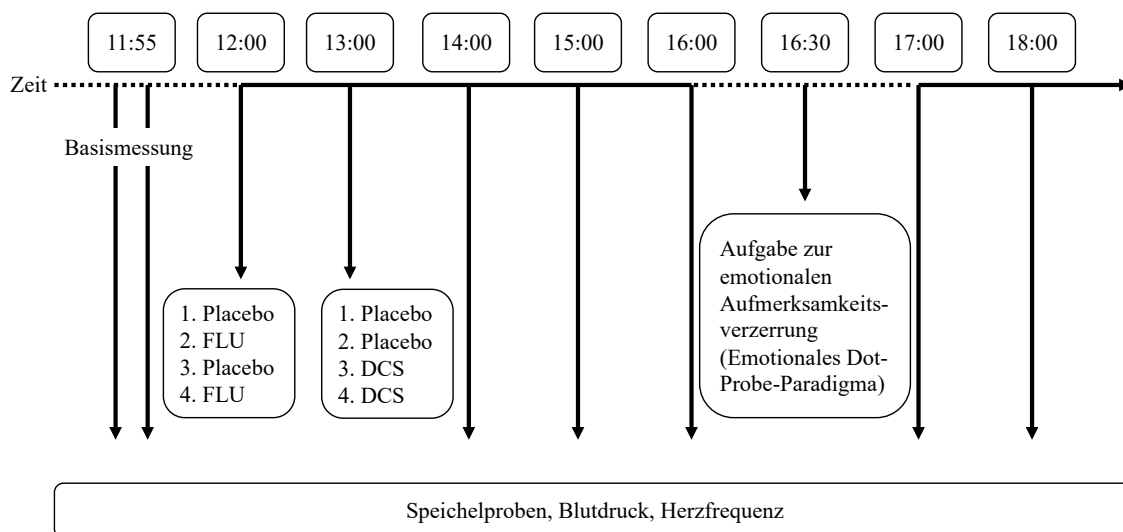 11:55
12:00
13:00
14:00
15:00
16:00
16:30
17:00
18:00
Zeit
Basismessung
1. Placebo
2. FLU
3. Placebo
4. FLU
1. Placebo
2. Placebo
3. DCS
4. DCS
Aufgabe zur
emotionalen
Aufmerksamkeits-
verzerrung
(Emotionales Dot-
Probe-Paradigma)
Speichelproben, Blutdruck, Herzfrequenz